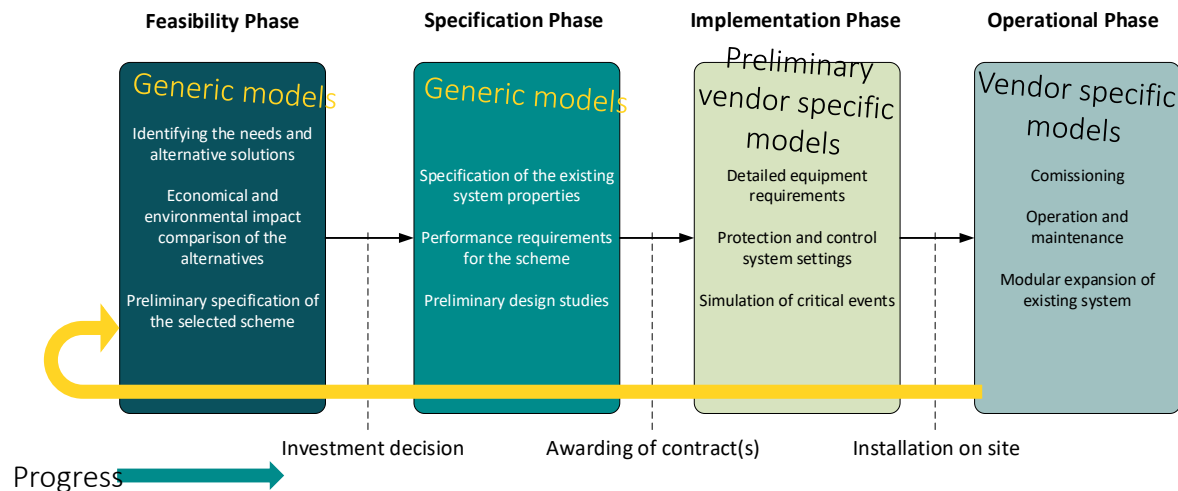 Feasibility Phase
Specification Phase
Implementation Phase
Operational Phase
Generic models
Identifying the needs and
alternative solutions
Economical and
environmental impact
comparison of the
alternatives
Preliminary specification of
the selected scheme
Generic models
Specification of the existing
system properties
Performance requirements
for the scheme
Preliminary design studies
Preliminary
vendor specific
models
Detailed equipment
requirements
Protection and control
system settings
Simulation of critical events
Vendor specific
models
Comissioning
Operation and
maintenance
Modular expansion of
existing system
Investment decision
Awarding of contract(s)
Installation on site
Progress